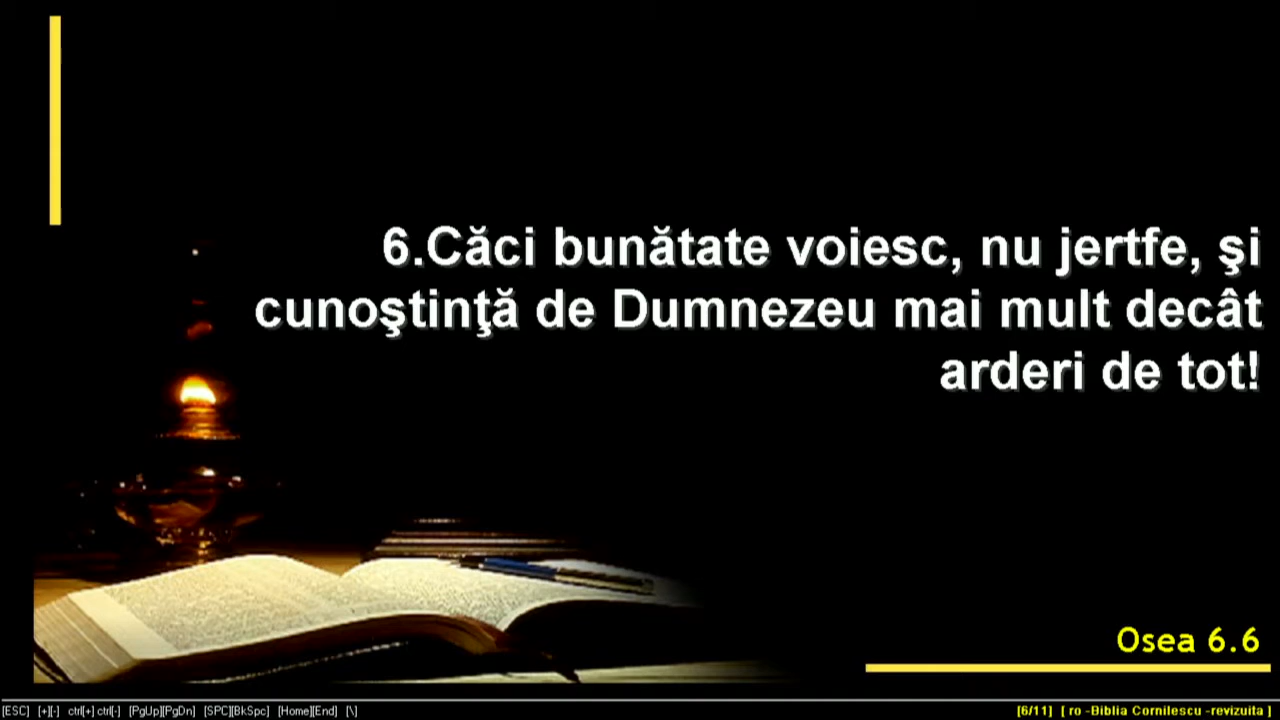 6.Căci bunătate voiesc, nu jertfe, şi
cunoştinţă de Dumnezeu mai mult decât
arderi de tot!
Osea 6.6
[ESC] [+][-] ctrl[+] ctrl[-] [PgUp][PgDn] [SPC][BkSpc] [Home][End] [\]
[6/11] [ ro -Biblia Cornilescu -revizuita ]